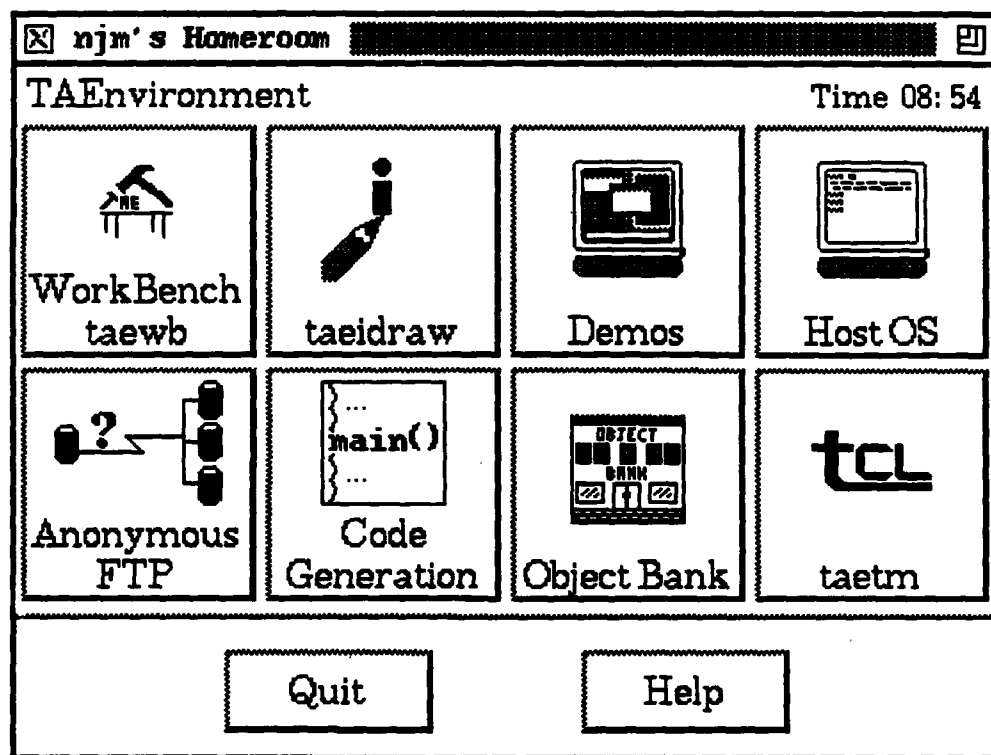 njm's Homeroom
TAEnvironment
Time 08:54
AE
WorkBench
taewb
taeidraw
Demos
Host OS
?
Anonymous
FTP
...
main()
...
Code
Generation
OBJECT
BANK
Object Bank
tCL
taetm
Quit
Help